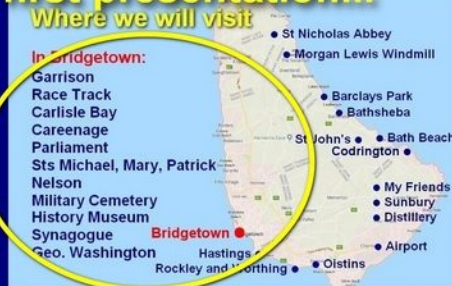 first presentation...
Where we will visit
In Bridgetown:
Garrison
Race Track
Carlisle Bay
Careenage
Parliament
Sts Michael, Mary, Patrick
Nelson
Military Cemetery
History Museum
Synagogue
Geo. Washington
St Nicholas Abbey
Morgan Lewis Windmill
Barclays Park
Bathsheba
St John's
Bath Beach
Codrington
My Friends
Sunbury
Distillery
Bridgetown
Airport
Hastings
Oistins
Rockley and Worthing